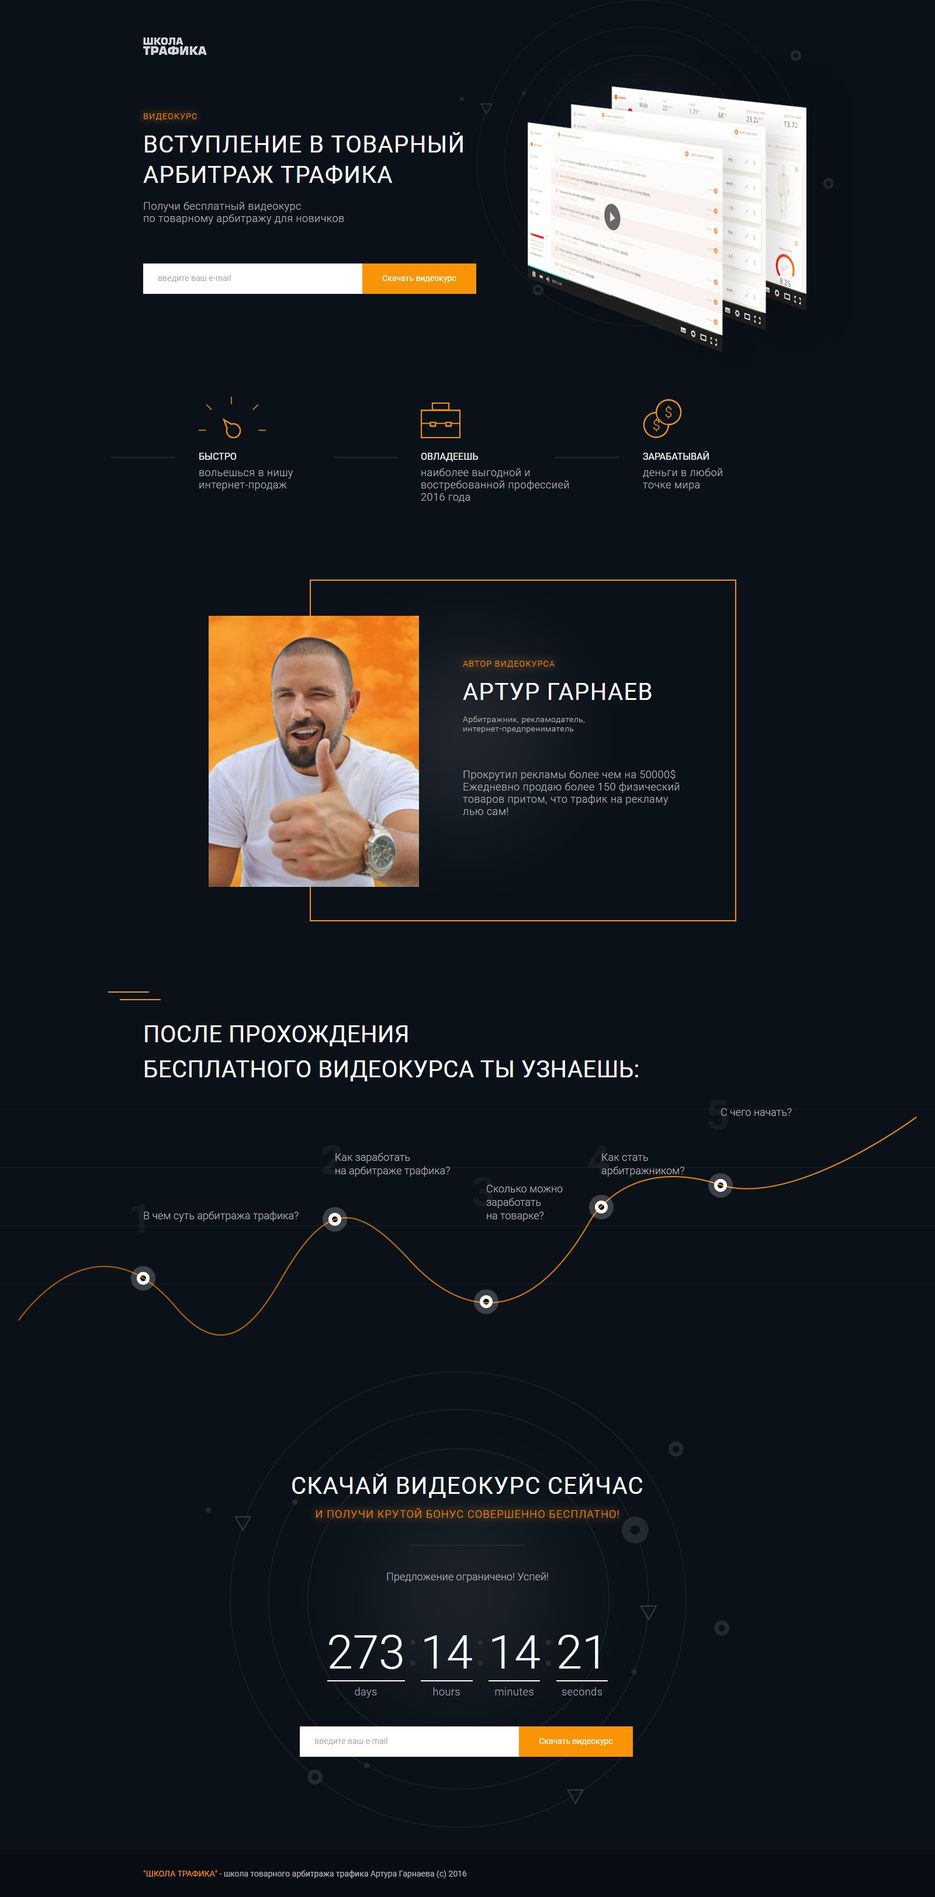 ШКОЛА
ТРАФИКА
ВИДЕОКУРС
ВСТУПЛЕНИЕ В ТОВАРНЫЙ
АРБИТРАЖ ТРАФИКА
Получи бесплатный видеокурс
по товарному арбитражу для новичков
введите ваш e-mail
Скачать видеокурс
БЫСТРО
вольешься в нишу
интернет-продаж
ОВЛАДЕЕШЬ
наиболее выгодной и
востребованной профессией
2016 года
ЗАРАБАТЫВАЙ
деньги в любой
точке мира
АВТОР ВИДЕОКУРСА
АРТУР ГАРНАЕВ
Арбитражник, рекламодатель,
интернет-предпрениматель
Прокрутил рекламы более чем на 50000$
Ежедневно продаю более 150 физический
товаров притом, что трафик на рекламу
лью сам!
ПОСЛЕ ПРОХОЖДЕНИЯ
БЕСПЛАТНОГО ВИДЕОКУРСА ТЫ УЗНАЕШЬ:
1
В чем суть арбитража трафика?
2
Как заработать
на арбитраже трафика?
3
Сколько можно
заработать
на товарке?
4
Как стать
арбитражником?
5
С чего начать?
СКАЧАЙ ВИДЕОКУРС СЕЙЧАС
И ПОЛУЧИ КРУТОЙ БОНУС СОВЕРШЕННО БЕСПЛАТНО!
Предложение ограничено! Успей!
273 : 14 : 14 : 21
days hours minutes seconds
введите ваш e-mail
Скачать видеокурс
"ШКОЛА ТРАФИКА" - школа товарного арбитража трафика Артура Гарнаева (с) 2016